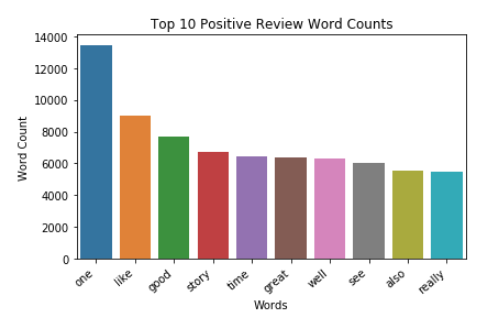 Top 10 Positive Review Word Counts
14000
12000
10000
8000
6000
4000
2000
0
Word Count
one
like
good
story
time
great
well
see
also
really
Words